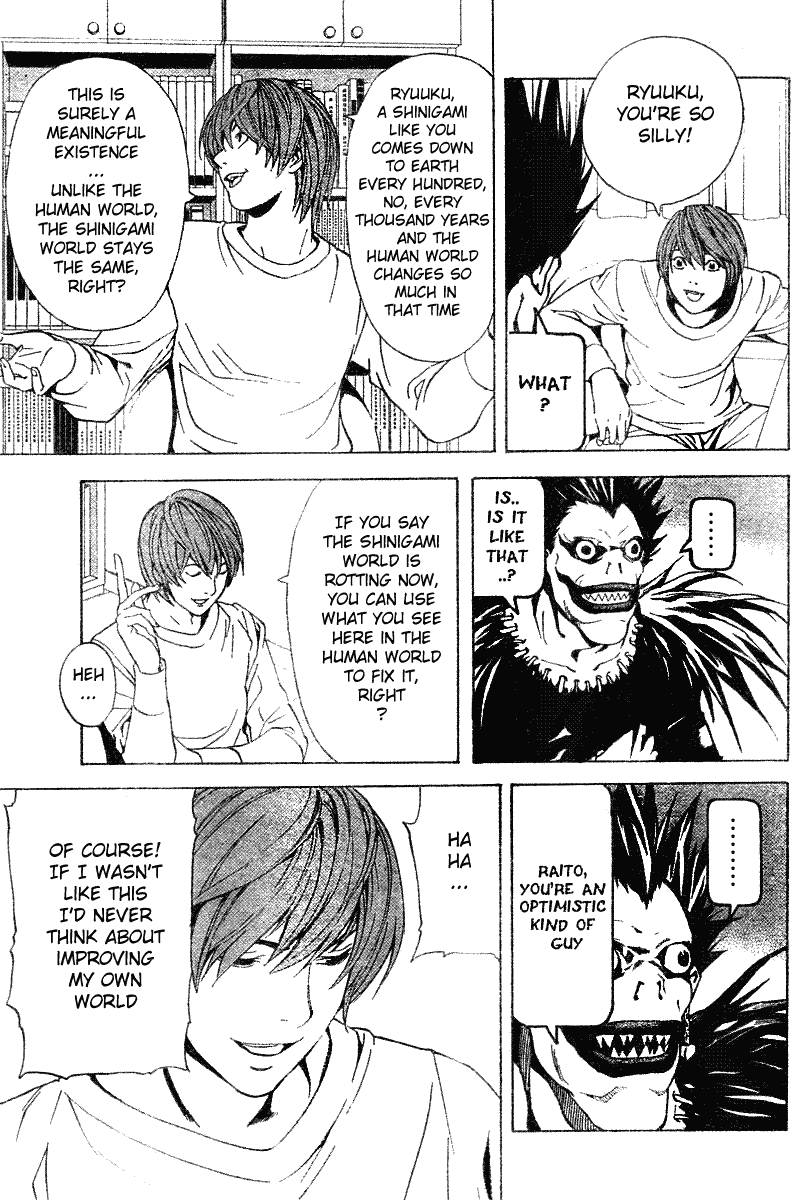 RYUUKU,
YOU'RE SO
SILLY!
WHAT
?
RYUUKU,
A SHINIGAMI
LIKE YOU
COMES DOWN
TO EARTH
EVERY HUNDRED,
NO, EVERY
THOUSAND YEARS
AND THE
HUMAN WORLD
CHANGES SO
MUCH IN
THAT TIME
THIS IS
SURELY A
MEANINGFUL
EXISTENCE
...
UNLIKE THE
HUMAN WORLD,
THE SHINIGAMI
WORLD STAYS
THE SAME,
RIGHT?
....
IS..
IS IT
LIKE
THAT
..?
IF YOU SAY
THE SHINIGAMI
WORLD IS
ROTTING NOW,
YOU CAN USE
WHAT YOU SEE
HERE IN THE
HUMAN WORLD
TO FIX IT,
RIGHT
?
HEH
...
......
RAITO,
YOU'RE AN
OPTIMISTIC
KIND OF
GUY
HA
HA
...
OF COURSE!
IF I WASN'T
LIKE THIS
I'D NEVER
THINK ABOUT
IMPROVING
MY OWN
WORLD